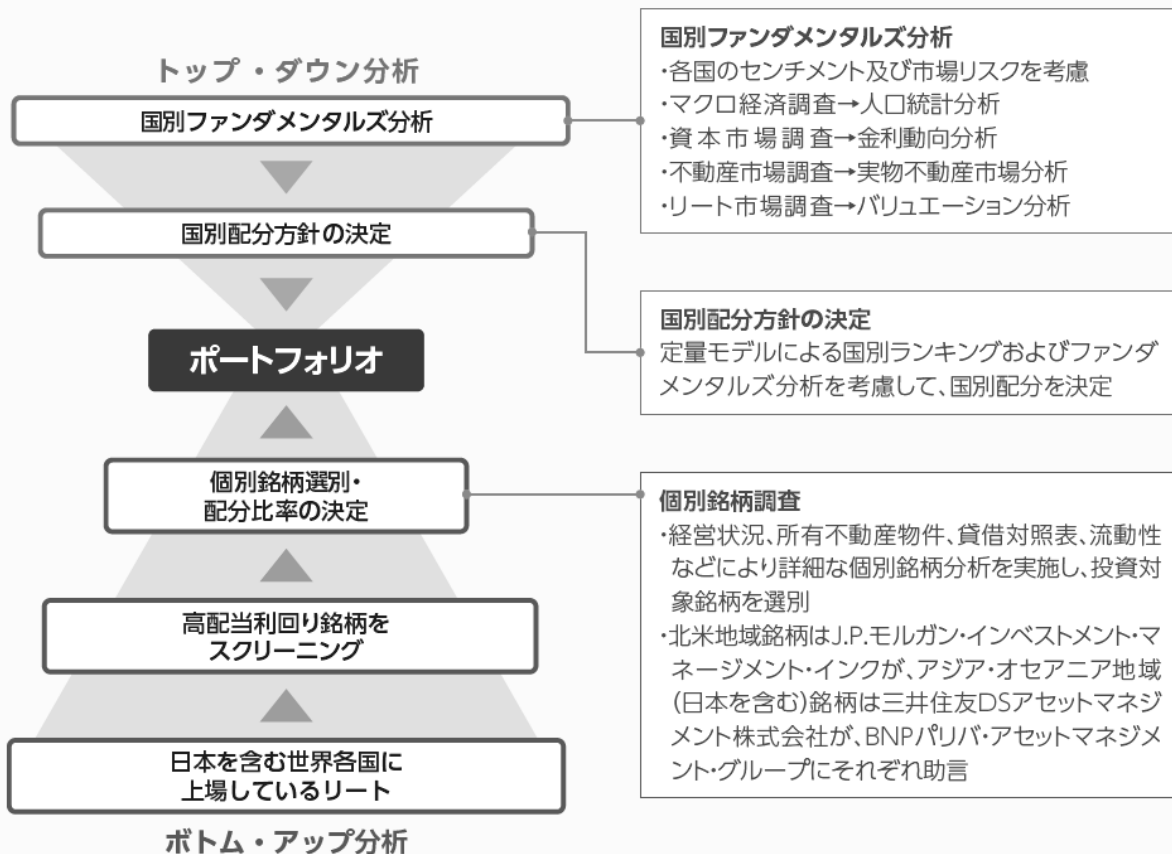 トップ・ダウン分析
国別ファンダメンタルズ分析
国別配分方針の決定
ポートフォリオ
個別銘柄選別・
配分比率の決定
高配当利回り銘柄を
スクリーニング
日本を含む世界各国に
上場しているリート
ボトム・アップ分析
国別ファンダメンタルズ分析
・各国のセンチメント及び市場リスクを考慮
・マクロ経済調査→人口統計分析
・資本市場調査→金利動向分析
・不動産市場調査→実物不動産市場分析
・リート市場調査→バリュエーション分析
国別配分方針の決定
定量モデルによる国別ランキングおよびファンダ
メンタルズ分析を考慮して、国別配分を決定
個別銘柄調査
・経営状況、所有不動産物件、貸借対照表、流動性
などにより詳細な個別銘柄分析を実施し、投資対
象銘柄を選別
・北米地域銘柄はJ.P.モルガン・インベストメント・マ
ネージメント・インクが、アジア・オセアニア地域
(日本を含む)銘柄は三井住友DSアセットマネジ
メント株式会社が、BNPパリバ・アセットマネジメ
ント・グループにそれぞれ助言